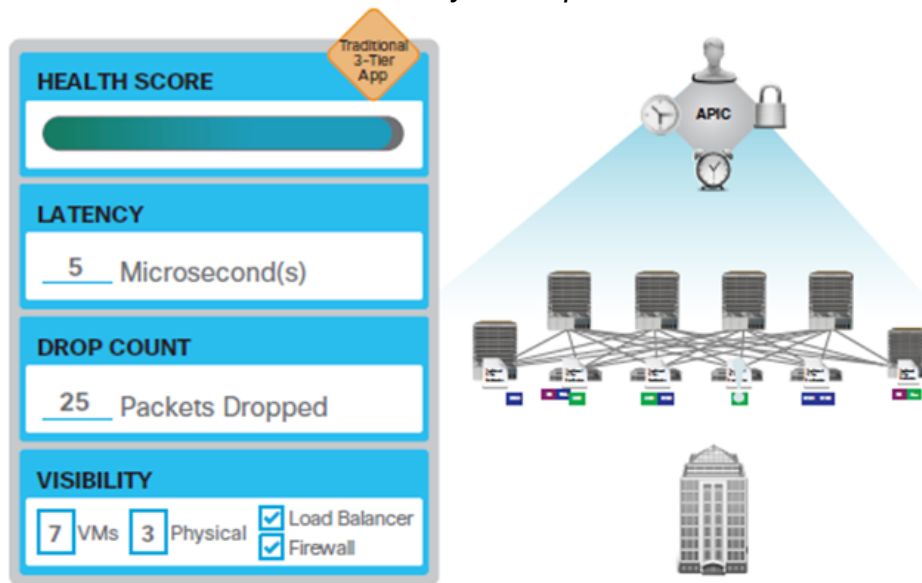 Traditional
3-Tier
App
HEALTH SCORE
LATENCY
5 Microsecond(s)
DROP COUNT
25 Packets Dropped
VISIBILITY
7 VMs 3 Physical Load Balancer
Firewall
APIC